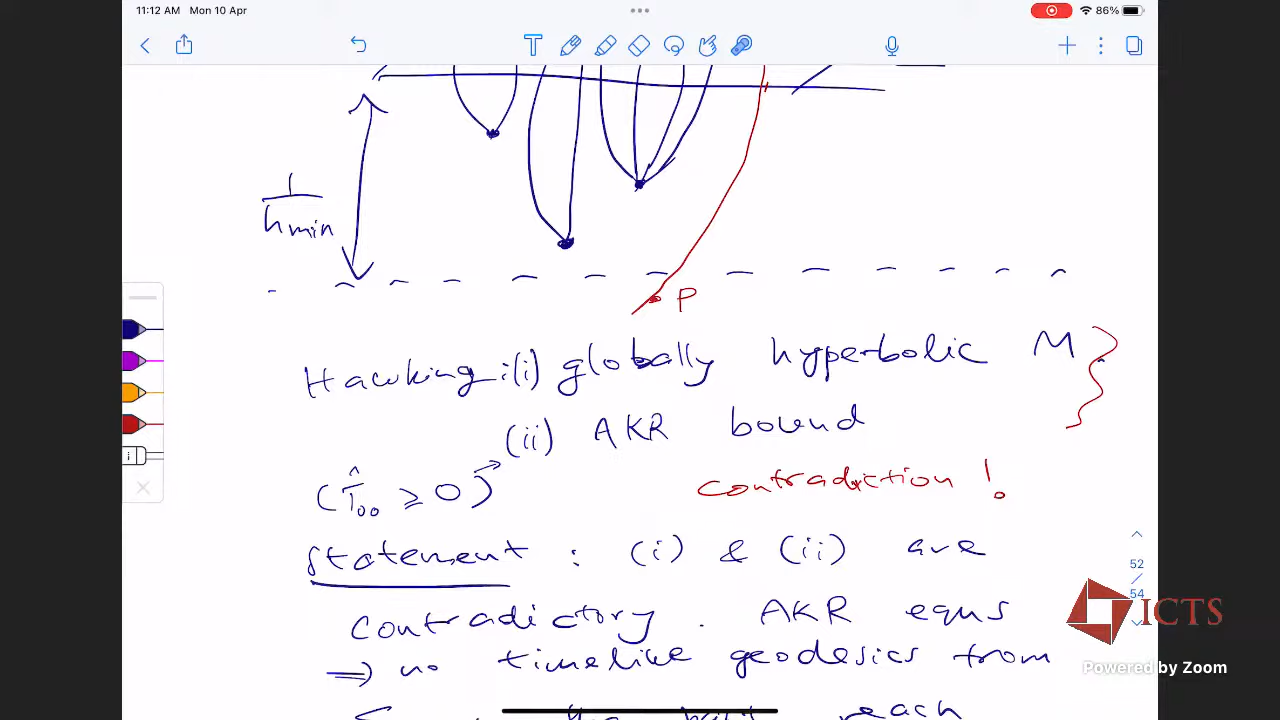 11:12 AM Mon 10 Apr
86%
T
1
hmin
P
Hawking : (i) globally hyperbolic M
(ii) AKR bound
(T̂₀₀ ≥ 0) →
contradiction !
Statement : (i) & (ii) are
contradictory . AKR equs
⇒ no timelike geodesics from
reach
52
/
54
i
ICTS
Powered by Zoom